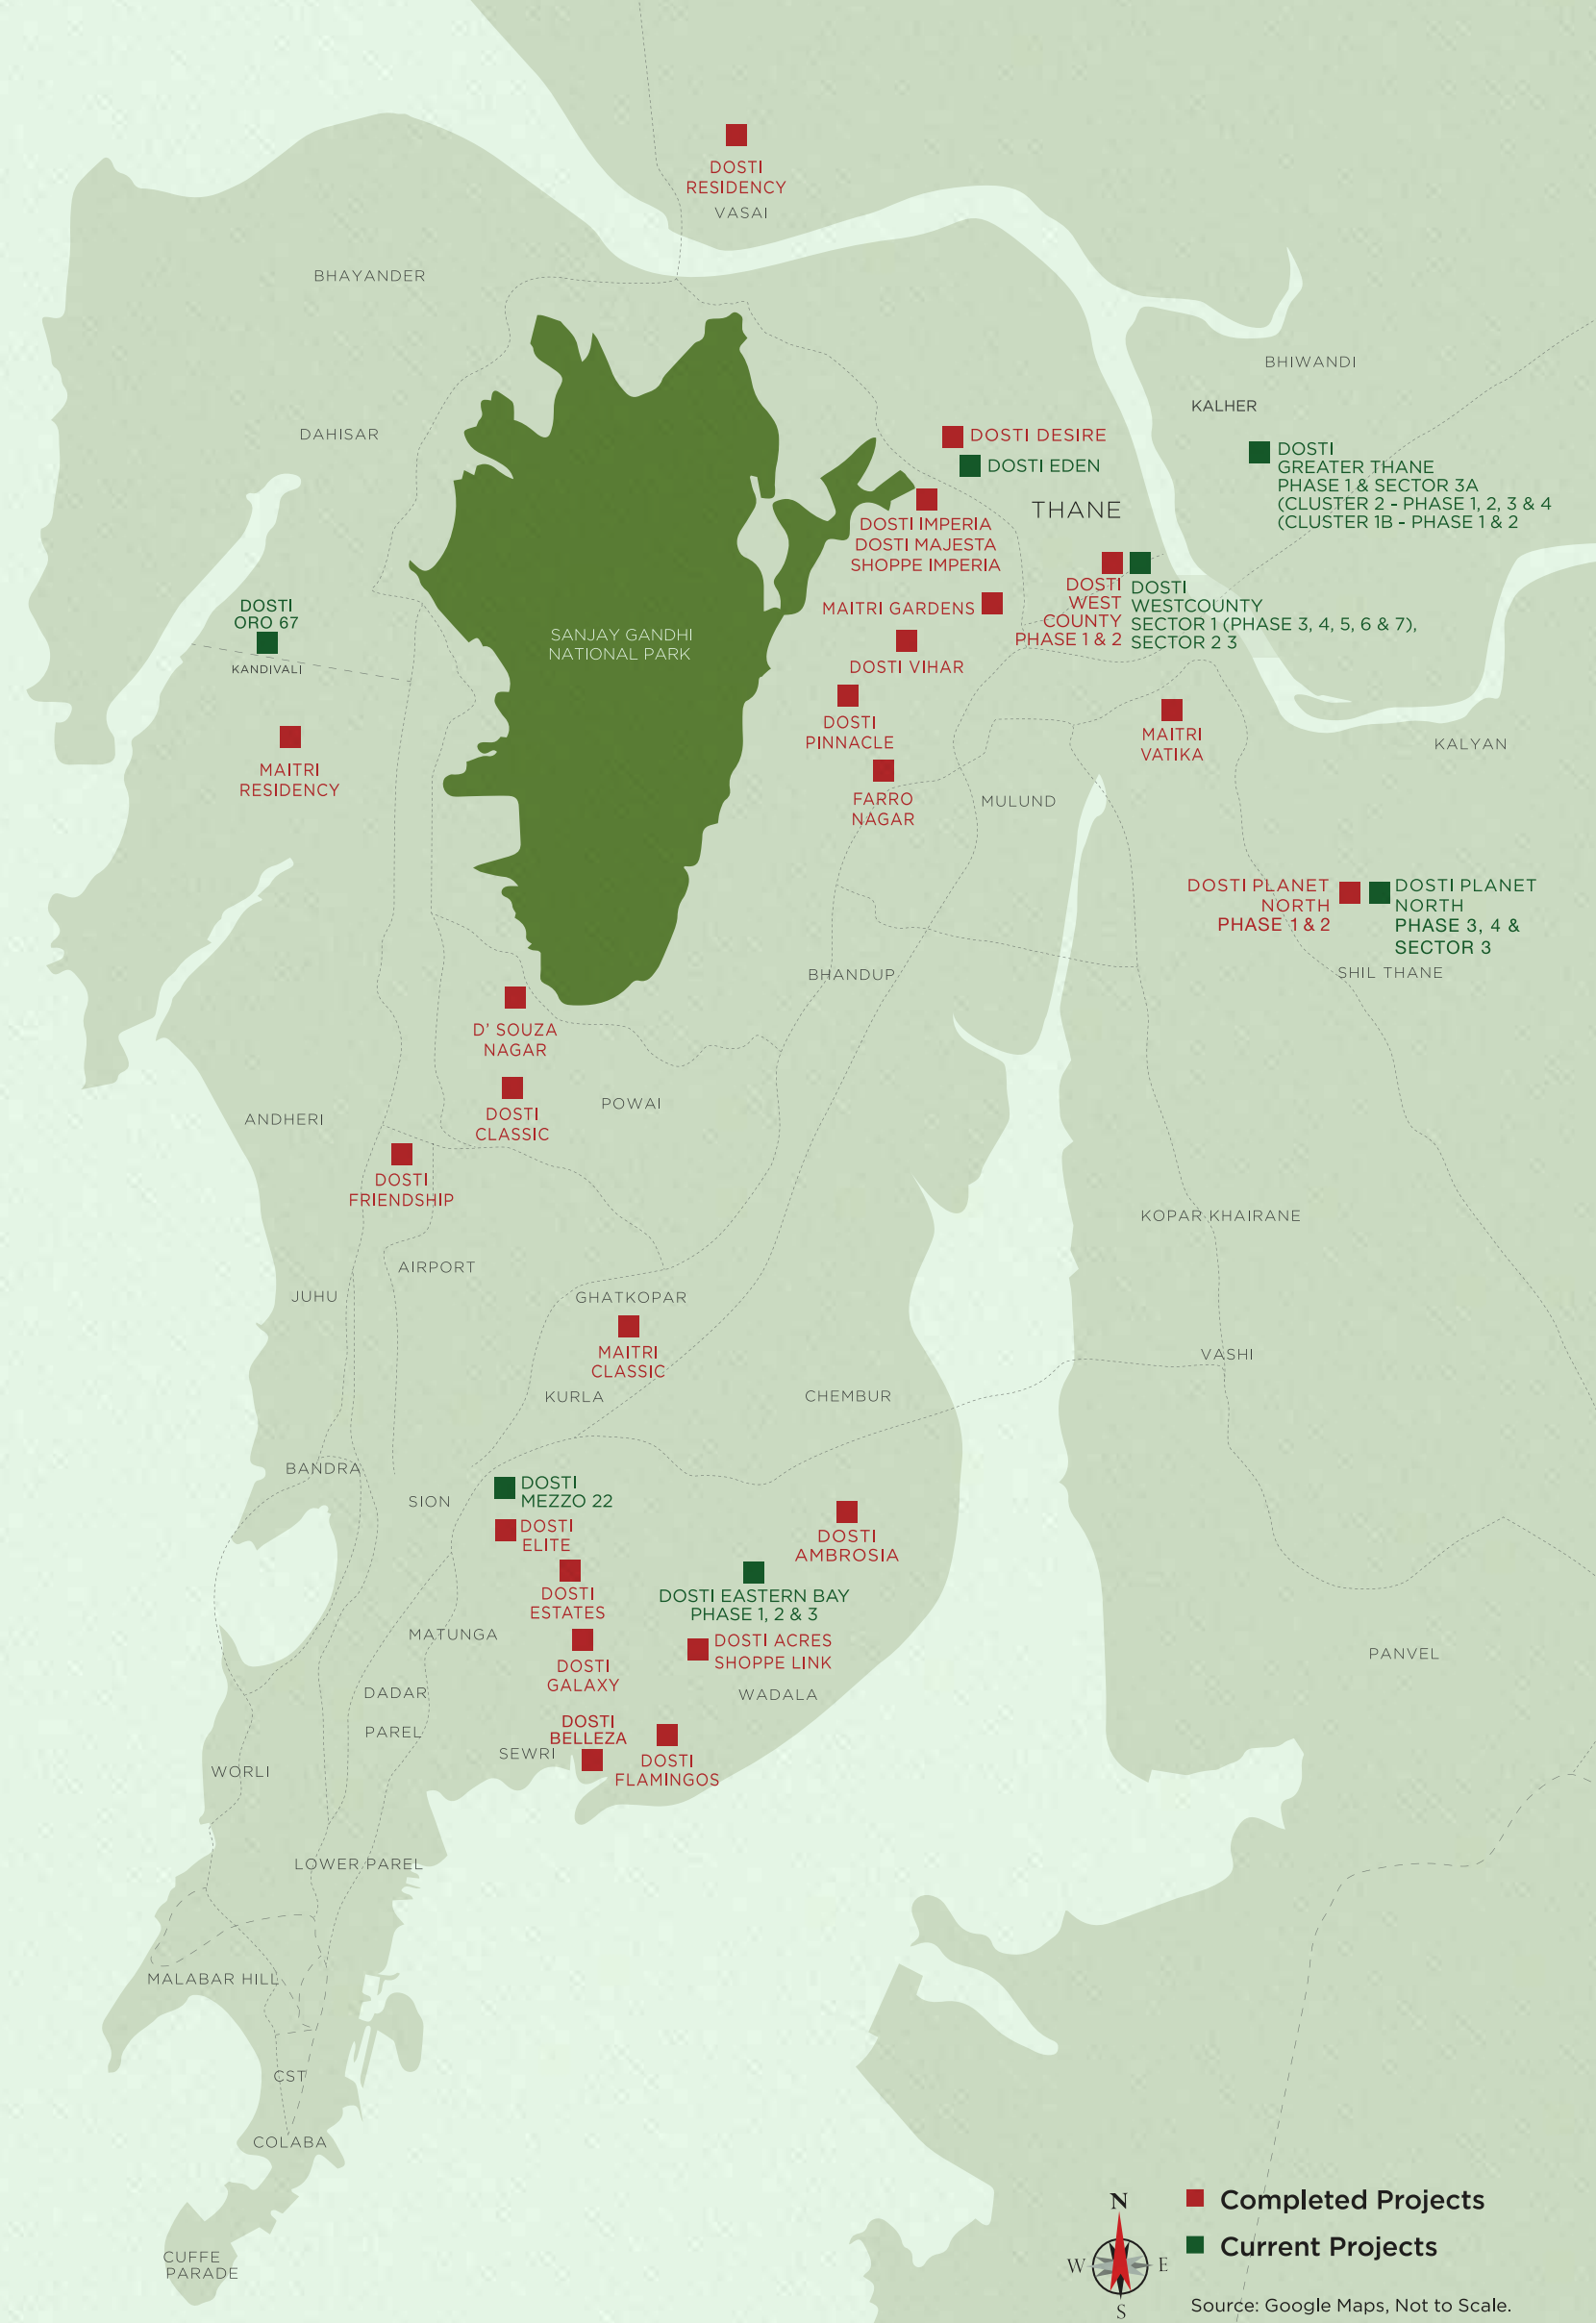 DOSTI
RESIDENCY
VASAI
BHAYANDER
BHIWANDI
KALHER
DAHISAR
DOSTI DESIRE
DOSTI EDEN
DOSTI
GREATER THANE
PHASE 1 & SECTOR 3A
(CLUSTER 2 - PHASE 1, 2, 3 & 4
(CLUSTER 1B - PHASE 1 & 2
THANE
DOSTI IMPERIA
DOSTI MAJESTA
SHOPPE IMPERIA
DOSTI
WEST
COUNTY
PHASE 1 & 2
DOSTI
WESTCOUNTY
SECTOR 1 (PHASE 3, 4, 5, 6 & 7),
SECTOR 2 3
MAITRI GARDENS
DOSTI
ORO 67
KANDIVALI
SANJAY GANDHI
NATIONAL PARK
DOSTI VIHAR
DOSTI
PINNACLE
MAITRI
VATIKA
KALYAN
MAITRI
RESIDENCY
FARRO
NAGAR
MULUND
DOSTI PLANET
NORTH
PHASE 1 & 2
DOSTI PLANET
NORTH
PHASE 3, 4 &
SECTOR 3
SHIL THANE
BHANDUP
D' SOUZA
NAGAR
POWAI
DOSTI
CLASSIC
ANDHERI
DOSTI
FRIENDSHIP
KOPAR KHAIRANE
AIRPORT
JUHU
GHATKOPAR
MAITRI
CLASSIC
VASHI
KURLA
CHEMBUR
BANDRA
SION
DOSTI
MEZZO 22
DOSTI
ELITE
DOSTI
AMBROSIA
DOSTI
ESTATES
DOSTI EASTERN BAY
PHASE 1, 2 & 3
MATUNGA
DOSTI ACRES
SHOPPE LINK
PANVEL
DOSTI
GALAXY
DADAR
WADALA
PAREL
DOSTI
BELLEZA
SEWRI
DOSTI
FLAMINGOS
WORLI
LOWER PAREL
MALABAR HILL
CST
COLABA
CUFFE
PARADE
N
W
E
S
Completed Projects
Current Projects
Source: Google Maps, Not to Scale.